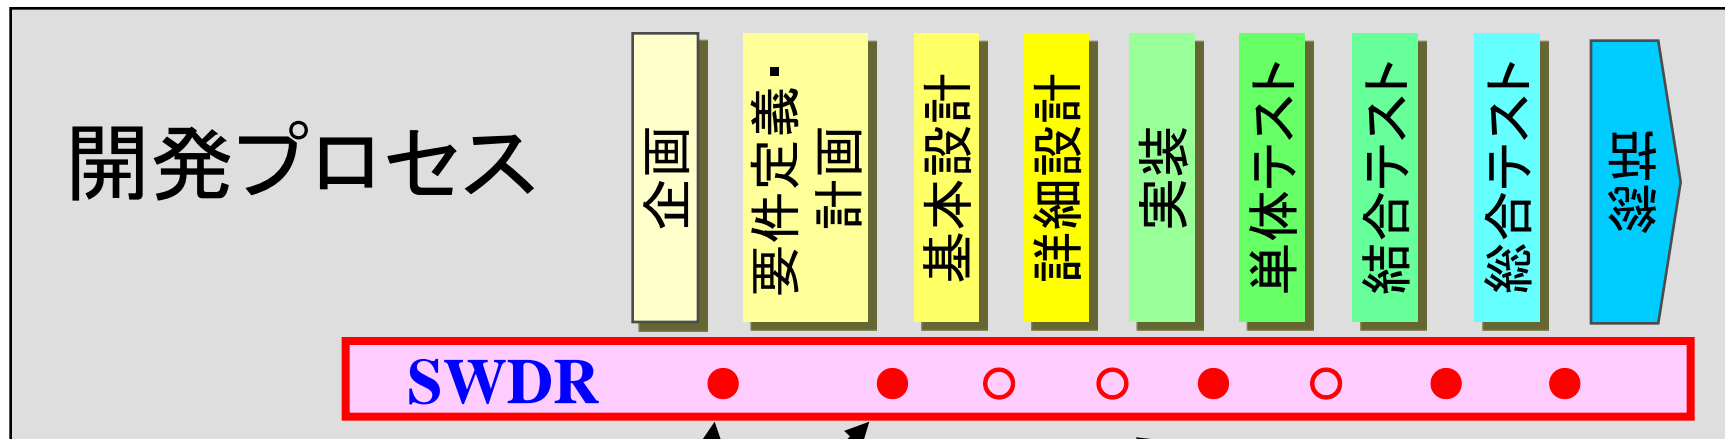 開発プロセス
企画
要件定義・
計画
基本設計
詳細設計
実装
単体テスト
結合テスト
総合テスト
総括
SWDR